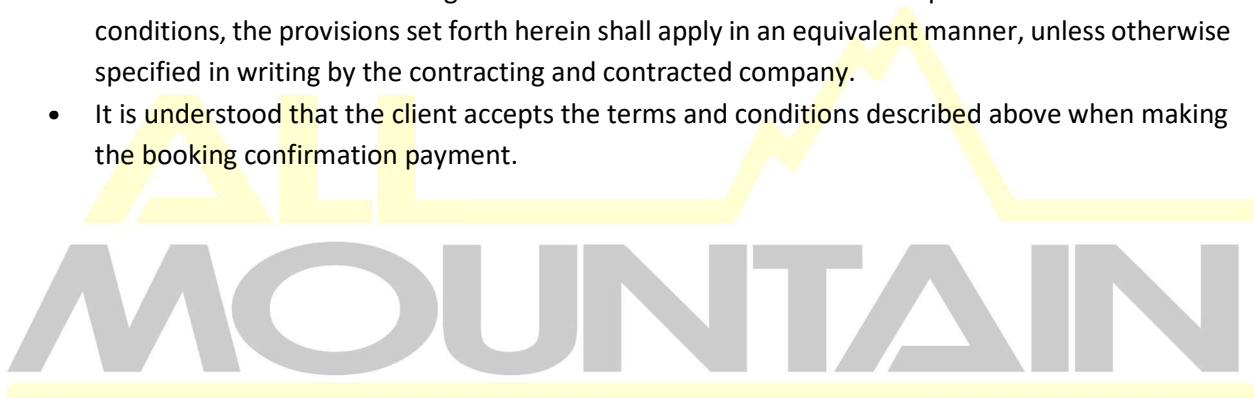 conditions, the provisions set forth herein shall apply in an equivalent manner, unless otherwise
specified in writing by the contracting and contracted company.
• It is understood that the client accepts the terms and conditions described above when making
the booking confirmation payment.
ALL
MOUNTAIN